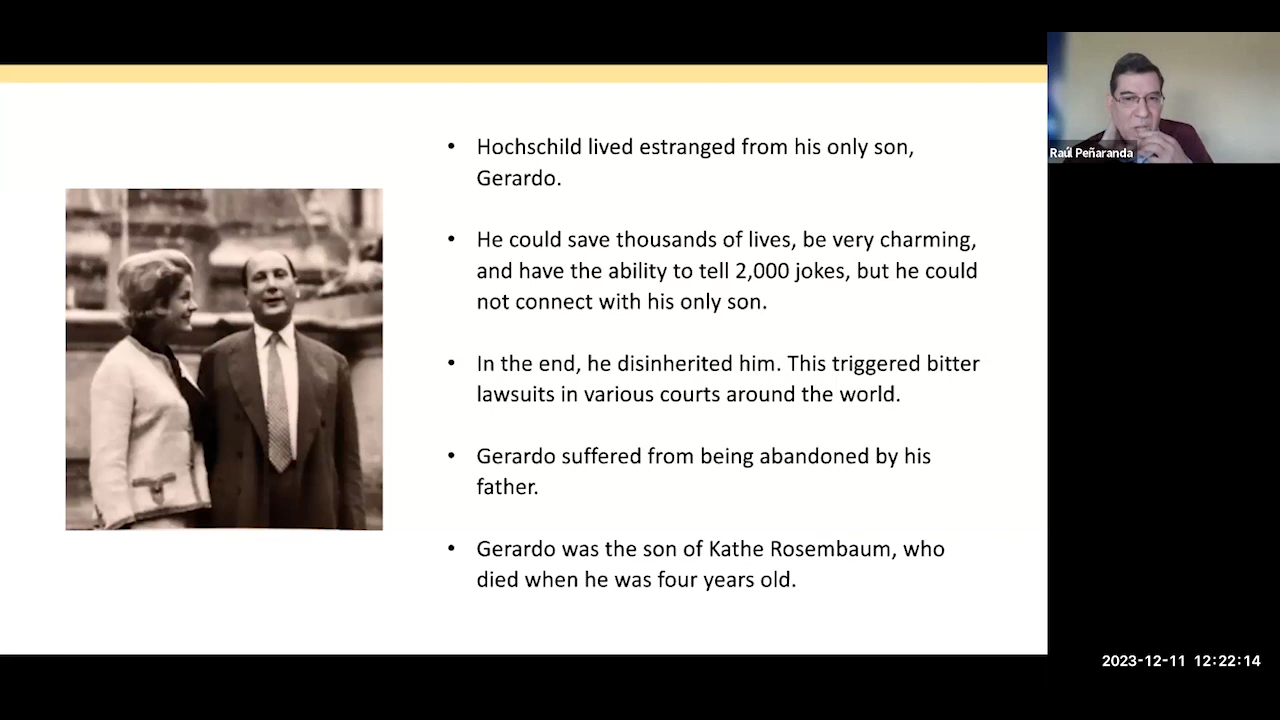 • Hochschild lived estranged from his only son,
Gerardo.
• He could save thousands of lives, be very charming,
and have the ability to tell 2,000 jokes, but he could
not connect with his only son.
• In the end, he disinherited him. This triggered bitter
lawsuits in various courts around the world.
• Gerardo suffered from being abandoned by his
father.
• Gerardo was the son of Kathe Rosembaum, who
died when he was four years old.
Raúl Peñaranda
2023-12-11 12:22:14